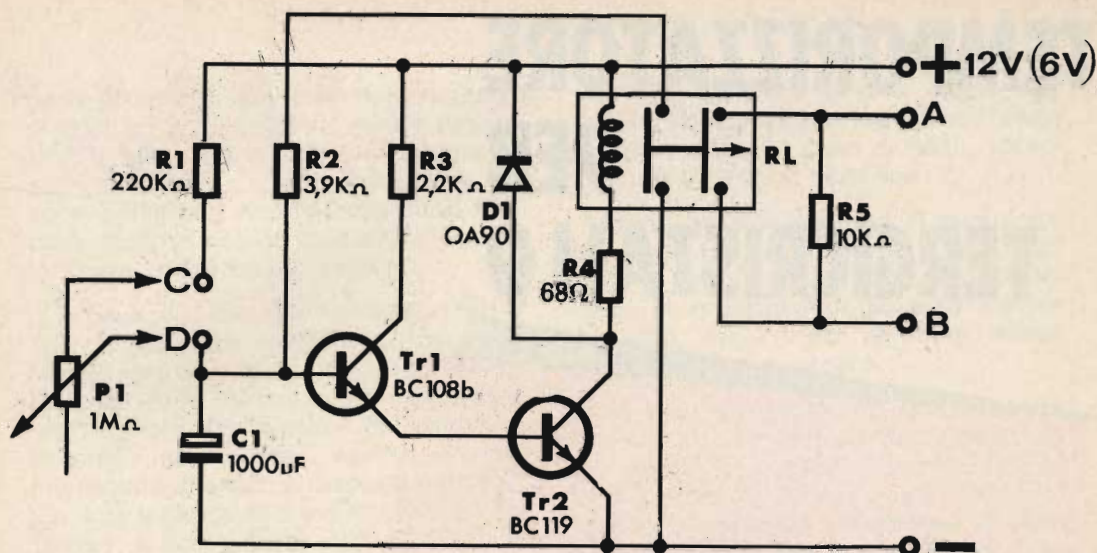 12V (6V)
A
R1
220KΩ
R2
3,9KΩ
R3
2,2KΩ
D1
OA90
RL
R5
10KΩ
R4
68Ω
C
D
B
Tr1
BC108b
P1
1MΩ
C1
1000uF
Tr2
BC119